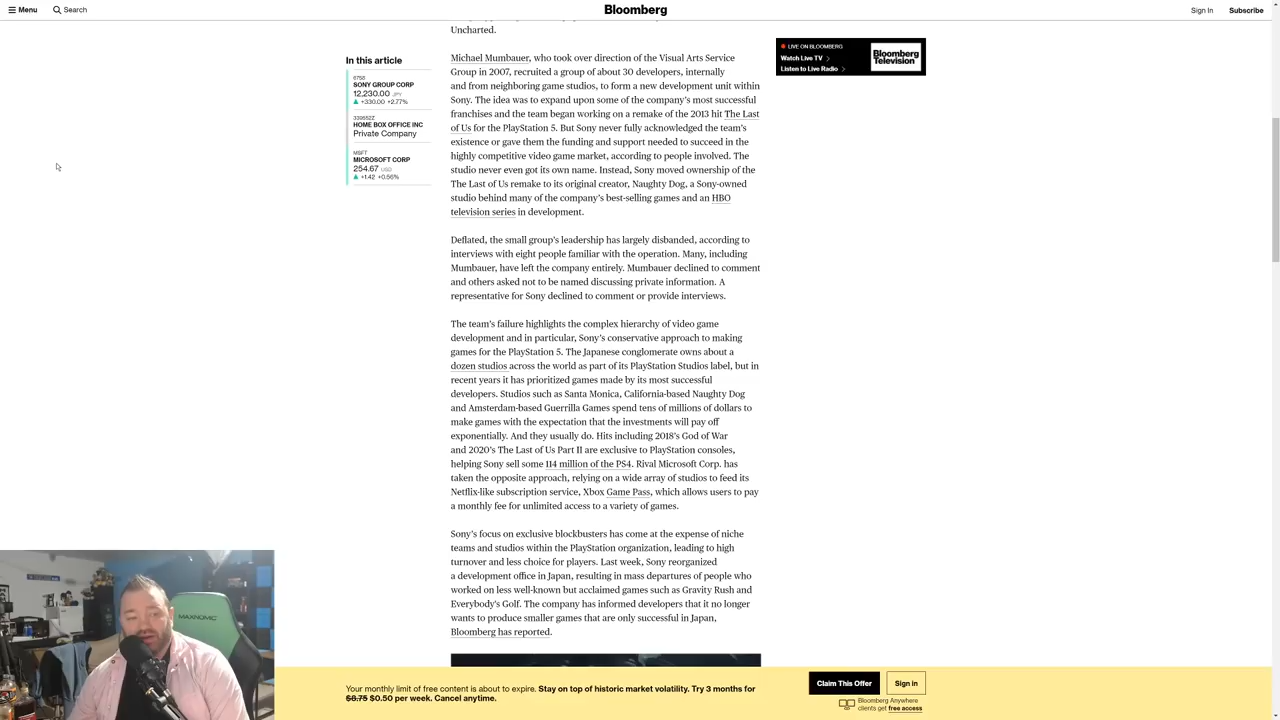 Menu
Search
Bloomberg
Sign In
Subscribe
Uncharted.
In this article
6758
SONY GROUP CORP
12,230.00 JPY
+330.00 +2.77%
339552Z
HOME BOX OFFICE INC
Private Company
MSFT
MICROSOFT CORP
254.67 USD
+1.42 +0.56%
Michael Mumbauer, who took over direction of the Visual Arts Service
Group in 2007, recruited a group of about 30 developers, internally
and from neighboring game studios, to form a new development unit within
Sony. The idea was to expand upon some of the company's most successful
franchises and the team began working on a remake of the 2013 hit The Last
of Us for the PlayStation 5. But Sony never fully acknowledged the team's
existence or gave them the funding and support needed to succeed in the
highly competitive video game market, according to people involved. The
studio never even got its own name. Instead, Sony moved ownership of the
The Last of Us remake to its original creator, Naughty Dog, a Sony-owned
studio behind many of the company's best-selling games and an HBO
television series in development.
Deflated, the small group's leadership has largely disbanded, according to
interviews with eight people familiar with the operation. Many, including
Mumbauer, have left the company entirely. Mumbauer declined to comment
and others asked not to be named discussing private information. A
representative for Sony declined to comment or provide interviews.
The team's failure highlights the complex hierarchy of video game
development and in particular, Sony's conservative approach to making
games for the PlayStation 5. The Japanese conglomerate owns about a
dozen studios across the world as part of its PlayStation Studios label, but in
recent years it has prioritized games made by its most successful
developers. Studios such as Santa Monica, California-based Naughty Dog
and Amsterdam-based Guerrilla Games spend tens of millions of dollars to
make games with the expectation that the investments will pay off
exponentially. And they usually do. Hits including 2018's God of War
and 2020's The Last of Us Part II are exclusive to PlayStation consoles,
helping Sony sell some 114 million of the PS4. Rival Microsoft Corp. has
taken the opposite approach, relying on a wide array of studios to feed its
Netflix-like subscription service, Xbox Game Pass, which allows users to pay
a monthly fee for unlimited access to a variety of games.
Sony's focus on exclusive blockbusters has come at the expense of niche
teams and studios within the PlayStation organization, leading to high
turnover and less choice for players. Last week, Sony reorganized
a development office in Japan, resulting in mass departures of people who
worked on less well-known but acclaimed games such as Gravity Rush and
Everybody's Golf. The company has informed developers that it no longer
wants to produce smaller games that are only successful in Japan,
Bloomberg has reported.
LIVE ON BLOOMBERG
Watch Live TV
Listen to Live Radio
Bloomberg
Television
MAXNOMIC
Your monthly limit of free content is about to expire. Stay on top of historic market volatility. Try 3 months for
$8.75 $0.50 per week. Cancel anytime.
Claim This Offer
Sign in
Bloomberg Anywhere
clients get free access